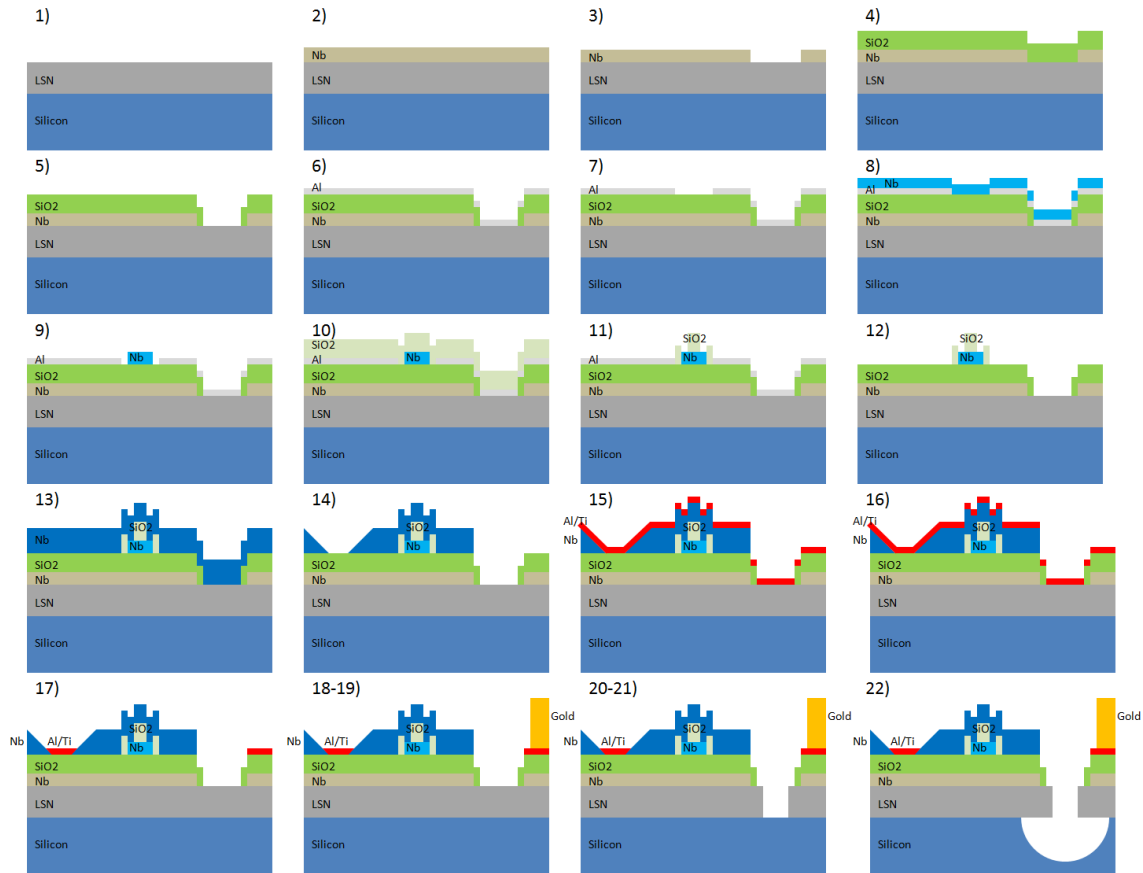 1)
LSN
Silicon
2)
Nb
LSN
Silicon
3)
Nb
LSN
Silicon
4)
SiO2
Nb
LSN
Silicon
5)
SiO2
Nb
LSN
Silicon
6)
Al
SiO2
Nb
LSN
Silicon
7)
Al
SiO2
Nb
LSN
Silicon
8)
Nb
Al
SiO2
Nb
LSN
Silicon
9)
Nb
Al
SiO2
Nb
LSN
Silicon
10)
SiO2
Al
Nb
SiO2
Nb
LSN
Silicon
11)
SiO2
Nb
Al
SiO2
Nb
LSN
Silicon
12)
SiO2
Nb
SiO2
Nb
LSN
Silicon
13)
SiO2
Nb
Nb
SiO2
Nb
LSN
Silicon
14)
SiO2
Nb
Nb
SiO2
Nb
LSN
Silicon
15)
Al/Ti
SiO2
Nb
Nb
SiO2
Nb
LSN
Silicon
16)
Al/Ti
SiO2
Nb
Nb
SiO2
Nb
LSN
Silicon
17)
SiO2
Nb
Al/Ti
Nb
SiO2
Nb
LSN
Silicon
18-19)
Gold
SiO2
Nb
Al/Ti
Nb
SiO2
Nb
LSN
Silicon
20-21)
Gold
SiO2
Nb
Al/Ti
Nb
SiO2
Nb
LSN
Silicon
22)
Gold
SiO2
Nb
Al/Ti
Nb
SiO2
Nb
LSN
Silicon